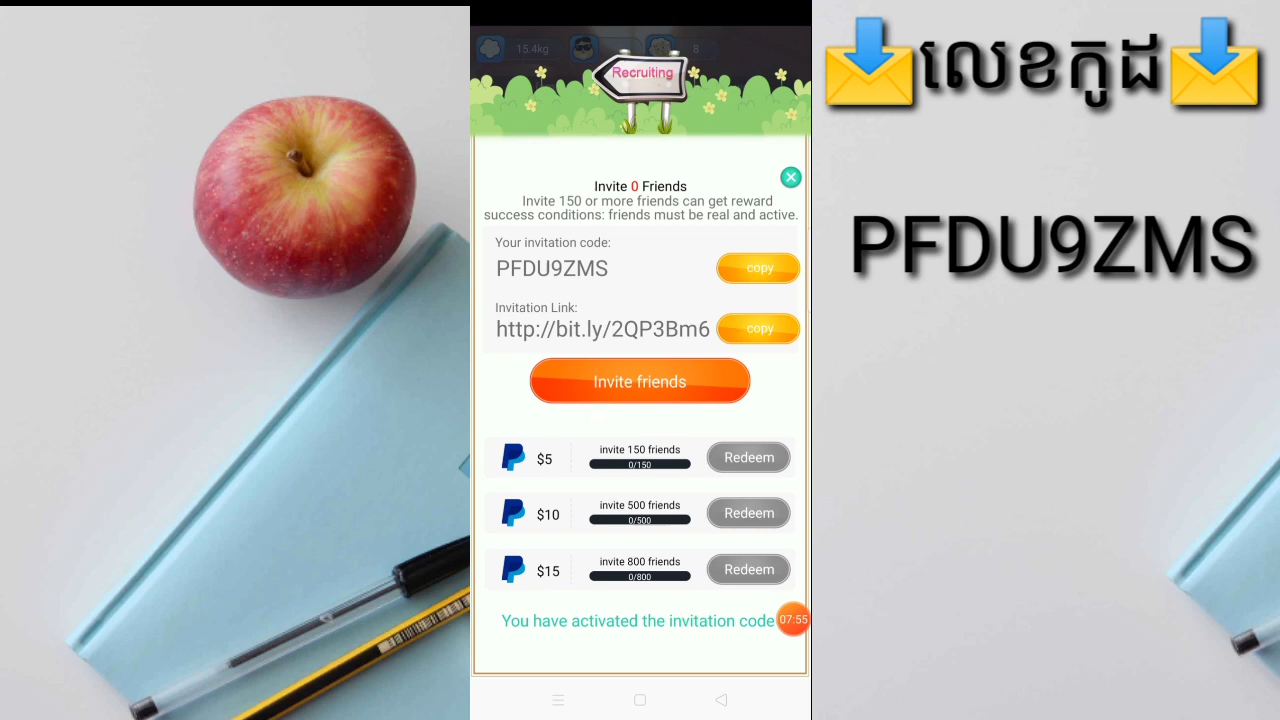 15.4kg
8
Recruiting
Invite 0 Friends
Invite 150 or more friends can get reward
success conditions: friends must be real and active.
Your invitation code:
PFDU9ZMS
copy
Invitation Link:
http://bit.ly/2QP3Bm6
copy
Invite friends
$5
invite 150 friends
0/150
Redeem
$10
invite 500 friends
0/500
Redeem
$15
invite 800 friends
0/800
Redeem
You have activated the invitation code
07:55
លេខកូដ
PFDU9ZMS